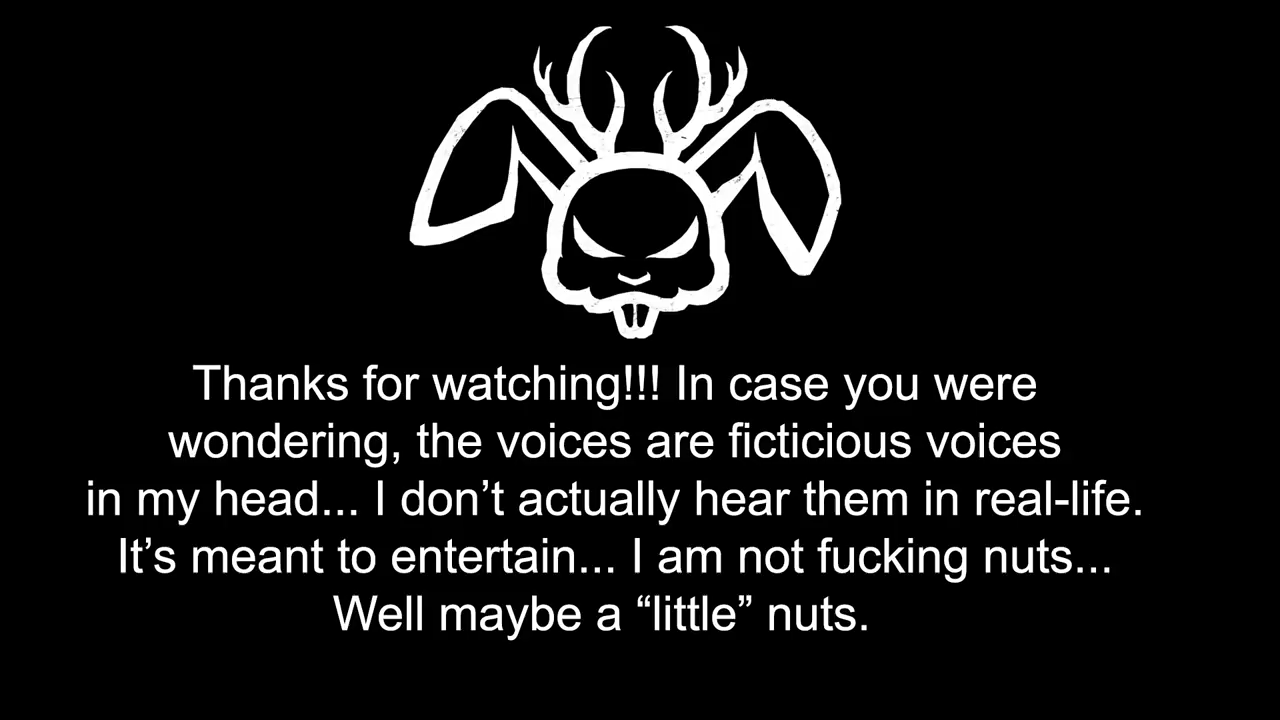 Thanks for watching!!! In case you were
wondering, the voices are ficticious voices
in my head... I don’t actually hear them in real-life.
It’s meant to entertain... I am not fucking nuts...
Well maybe a “little” nuts.